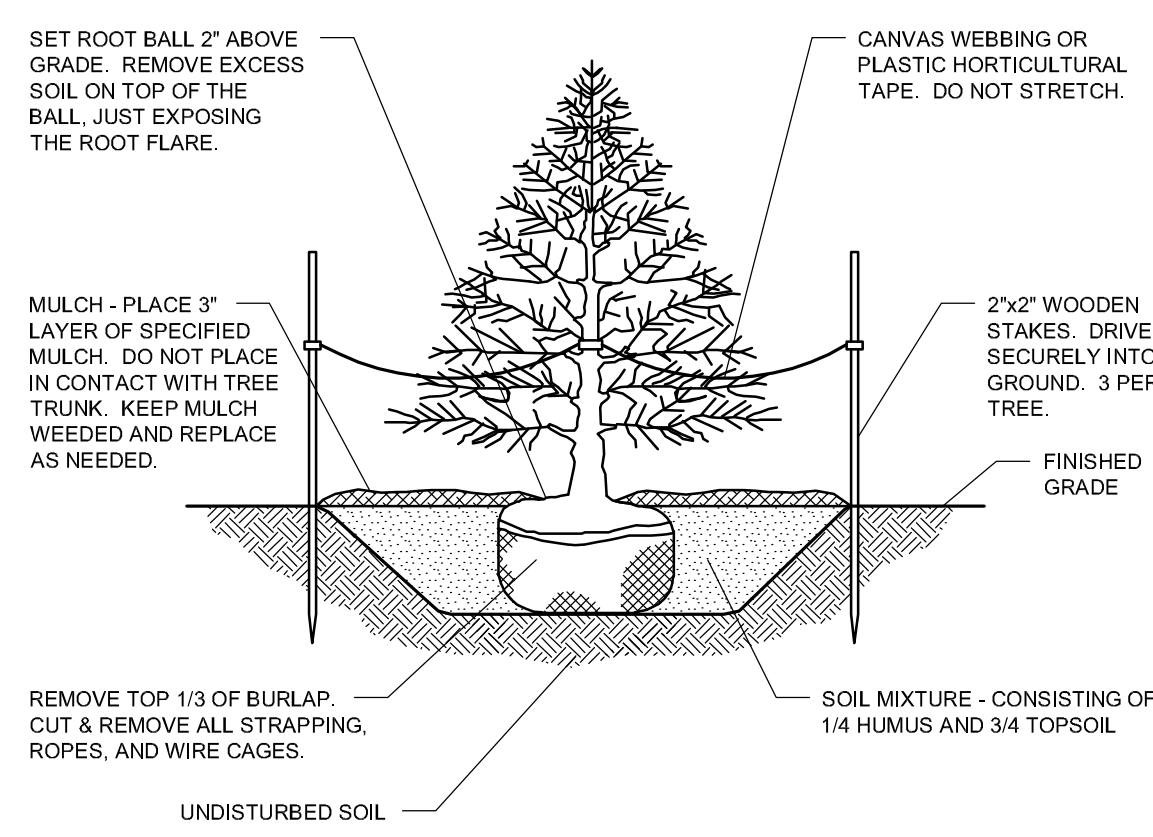 SET ROOT BALL 2" ABOVE
GRADE. REMOVE EXCESS
SOIL ON TOP OF THE
BALL, JUST EXPOSING
THE ROOT FLARE.
CANVAS WEBBING OR
PLASTIC HORTICULTURAL
TAPE. DO NOT STRETCH.
MULCH - PLACE 3"
LAYER OF SPECIFIED
MULCH. DO NOT PLACE
IN CONTACT WITH TREE
TRUNK. KEEP MULCH
WEEDED AND REPLACE
AS NEEDED.
2"x2" WOODEN
STAKES. DRIVE
SECURELY INTO
GROUND. 3 PER
TREE.
FINISHED
GRADE
REMOVE TOP 1/3 OF BURLAP.
CUT & REMOVE ALL STRAPPING,
ROPES, AND WIRE CAGES.
SOIL MIXTURE - CONSISTING OF
1/4 HUMUS AND 3/4 TOPSOIL
UNDISTURBED SOIL